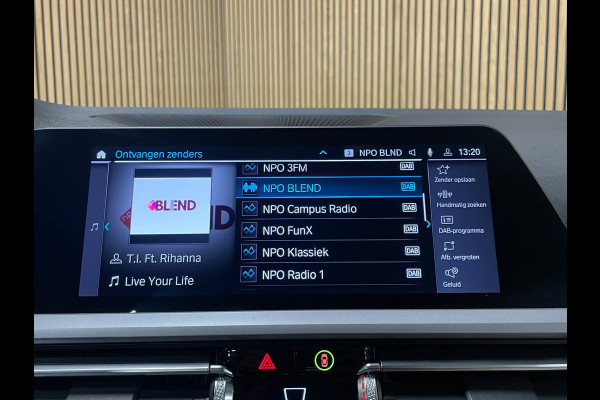 Ontvangen zenders
NPO BLND
13:20
NPO 3FM DAB
NPO BLEND DAB
NPO Campus Radio DAB
NPO FunX DAB
NPO Klassiek DAB
NPO Radio 1 DAB
BLEND
T.I. Ft. Rihanna
Live Your Life
Zender opslaan
Handmatig zoeken
DAB-programma
Afb. vergroten
Geluid